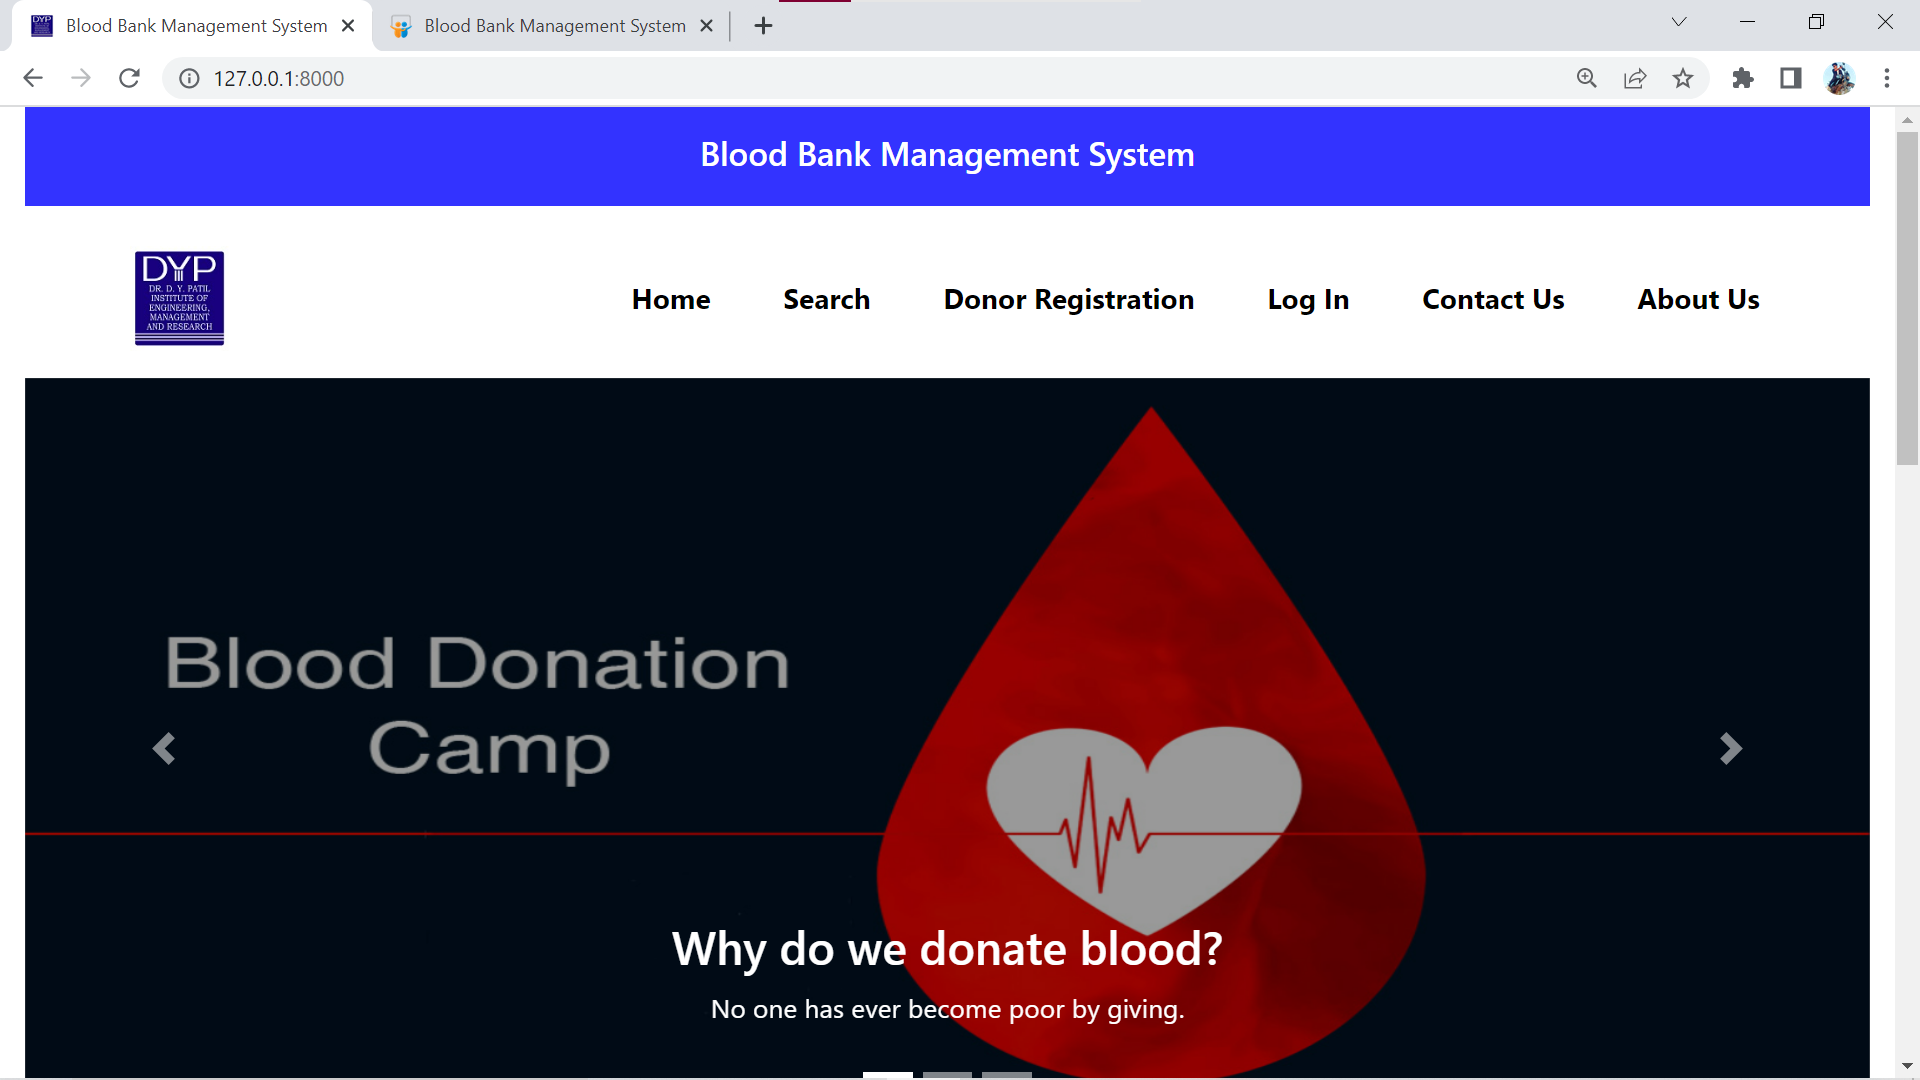 Blood Bank Management System
Blood Bank Management System
127.0.0.1:8000
Blood Bank Management System
DYP
DR. D. Y. PATIL
INSTITUTE OF
ENGINEERING,
MANAGEMENT
AND RESEARCH
Home Search Donor Registration Log In Contact Us About Us
Blood Donation
Camp
Why do we donate blood?
No one has ever become poor by giving.